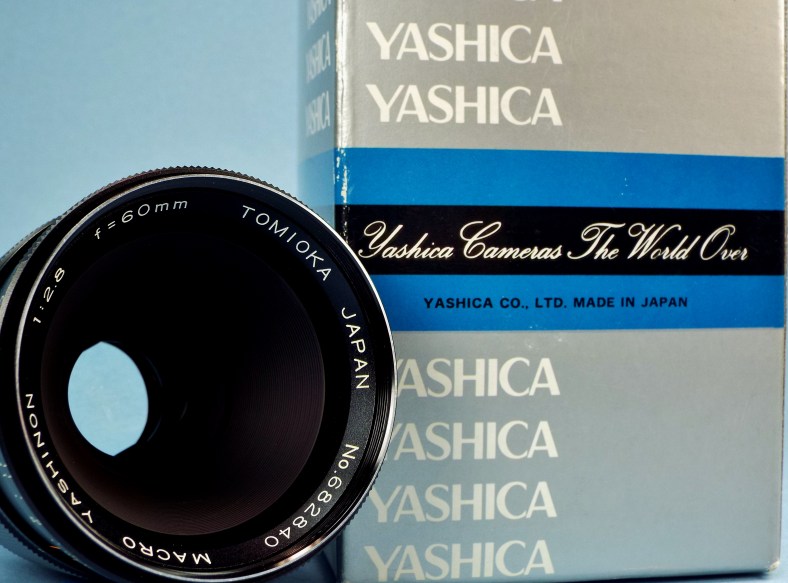 YASHICA
YASHICA
Yashica Cameras The World Over
YASHICA CO., LTD. MADE IN JAPAN
YASHICA
YASHICA
YASHICA
YASHICA
MACRO YASHINON 1:2.8 f=60mm TOMIOKA JAPAN No.682840